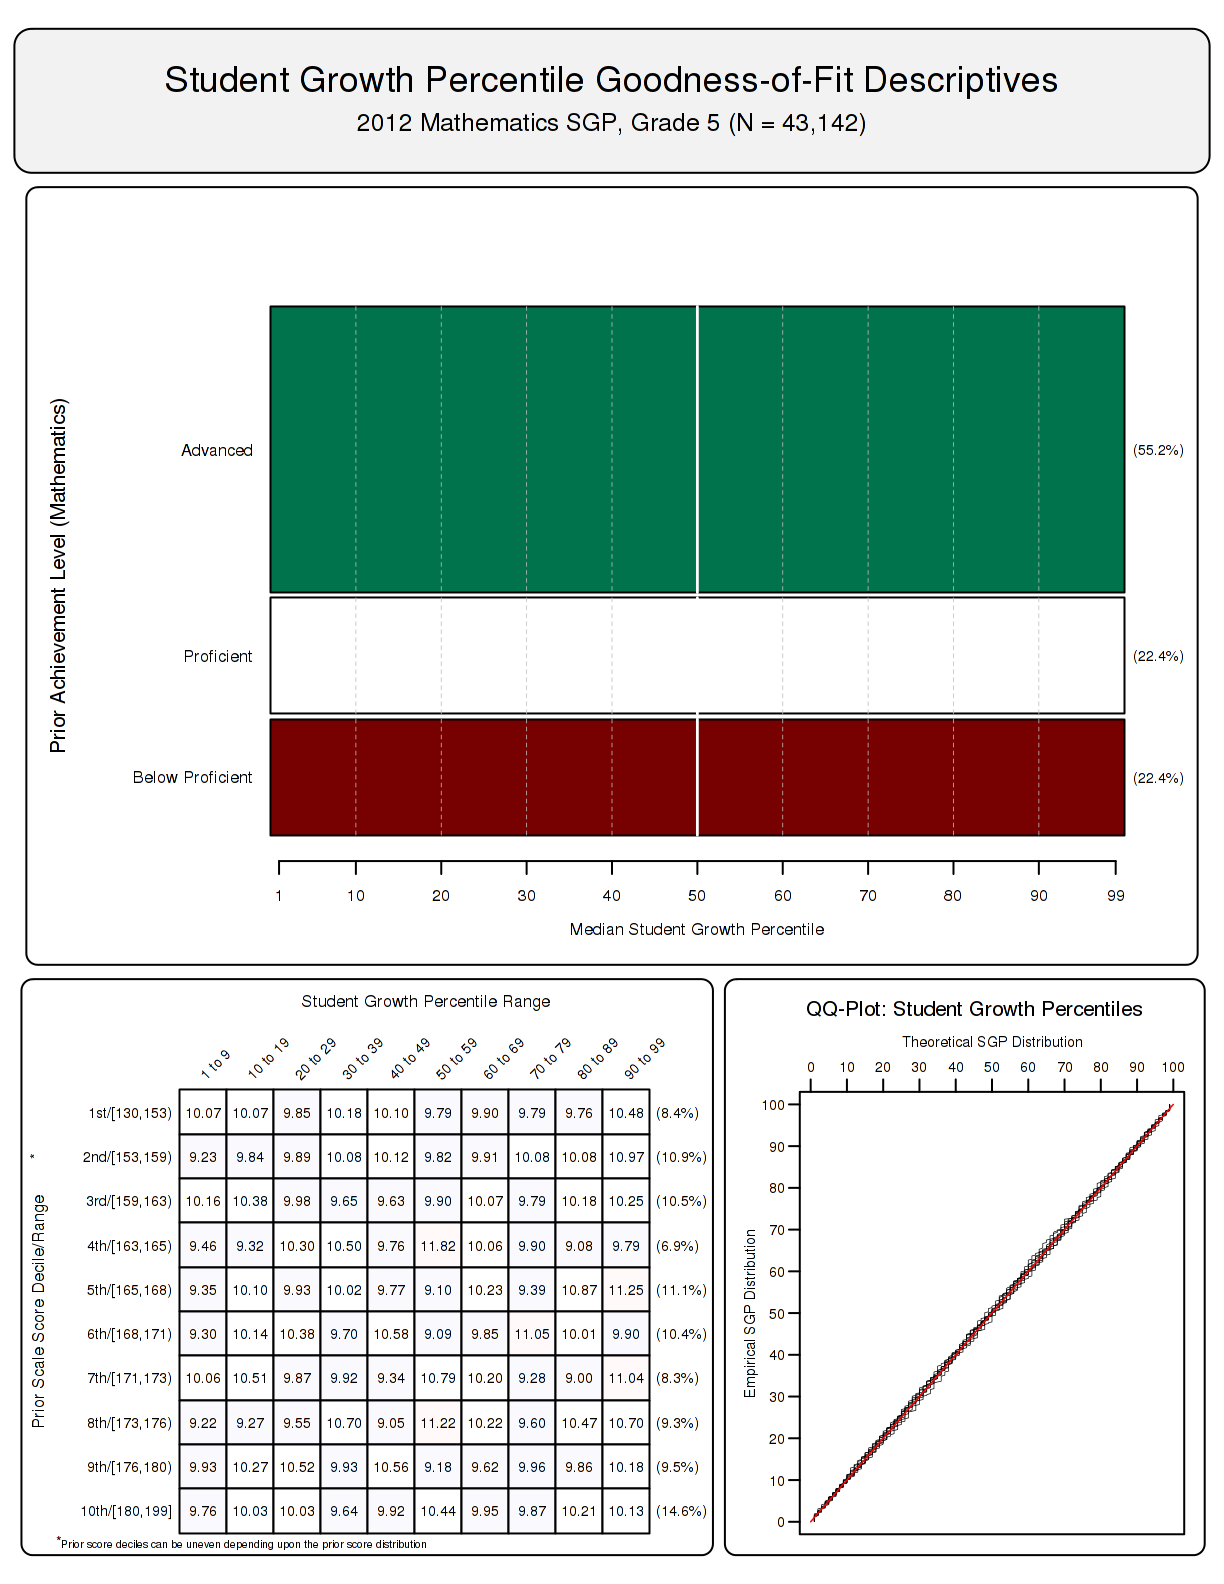 Student Growth Percentile Goodness-of-Fit Descriptives
2012 Mathematics SGP, Grade 5 (N = 43,142)
Prior Achievement Level (Mathematics)
Advanced (55.2%)
Proficient (22.4%)
Below Proficient (22.4%)
1 10 20 30 40 50 60 70 80 90 99
Median Student Growth Percentile
Student Growth Percentile Range
1 to 9 10 to 19 20 to 29 30 to 39 40 to 49 50 to 59 60 to 69 70 to 79 80 to 89 90 to 99
Prior Scale Score Decile/Range *
1st/[130,153) 10.07 10.07 9.85 10.18 10.10 9.79 9.90 9.79 9.76 10.48 (8.4%)
2nd/[153,159) 9.23 9.84 9.89 10.08 10.12 9.82 9.91 10.08 10.08 10.97 (10.9%)
3rd/[159,163) 10.16 10.38 9.98 9.65 9.63 9.90 10.07 9.79 10.18 10.25 (10.5%)
4th/[163,165) 9.46 9.32 10.30 10.50 9.76 11.82 10.06 9.90 9.08 9.79 (6.9%)
5th/[165,168) 9.35 10.10 9.93 10.02 9.77 9.10 10.23 9.39 10.87 11.25 (11.1%)
6th/[168,171) 9.30 10.14 10.38 9.70 10.58 9.09 9.85 11.05 10.01 9.90 (10.4%)
7th/[171,173) 10.06 10.51 9.87 9.92 9.34 10.79 10.20 9.28 9.00 11.04 (8.3%)
8th/[173,176) 9.22 9.27 9.55 10.70 9.05 11.22 10.22 9.60 10.47 10.70 (9.3%)
9th/[176,180) 9.93 10.27 10.52 9.93 10.56 9.18 9.62 9.96 9.86 10.18 (9.5%)
10th/[180,199] 9.76 10.03 10.03 9.64 9.92 10.44 9.95 9.87 10.21 10.13 (14.6%)
*Prior score deciles can be uneven depending upon the prior score distribution
QQ-Plot: Student Growth Percentiles
Theoretical SGP Distribution
0 10 20 30 40 50 60 70 80 90 100
Empirical SGP Distribution
100
90
80
70
60
50
40
30
20
10
0